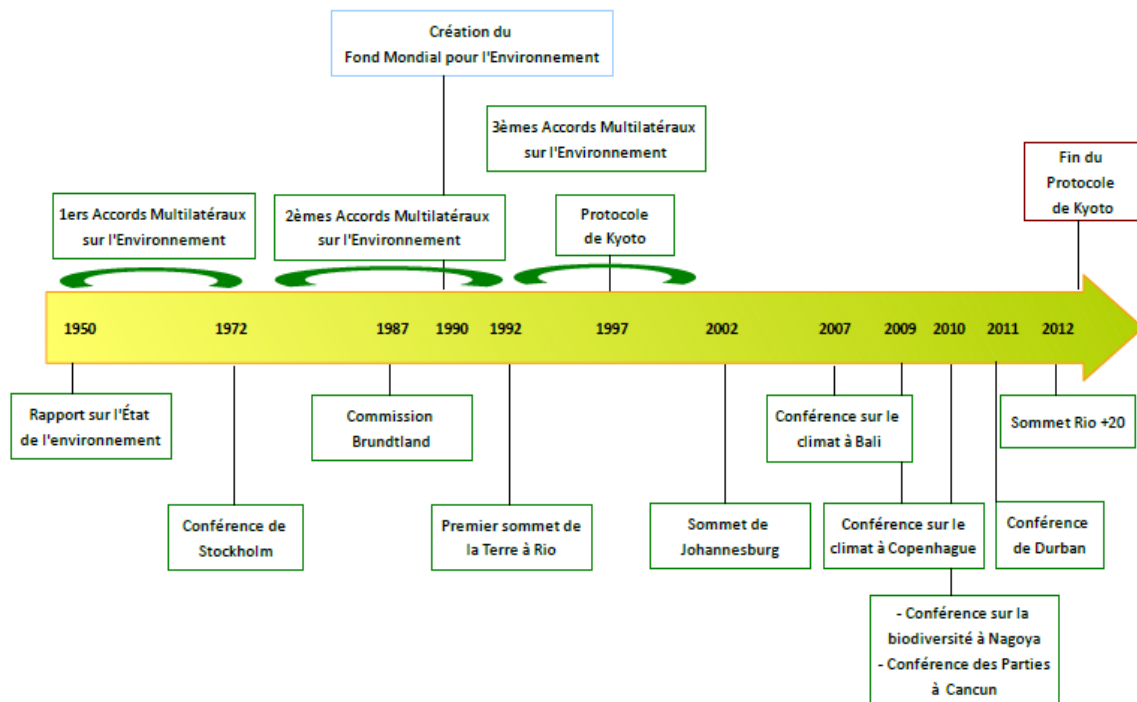 Création du
Fond Mondial pour l'Environnement
3èmes Accords Multilatéraux
sur l'Environnement
Fin du
Protocole
de Kyoto
1ers Accords Multilatéraux
sur l'Environnement
2èmes Accords Multilatéraux
sur l'Environnement
Protocole
de Kyoto
1950 1972 1987 1990 1992 1997 2002 2007 2009 2010 2011 2012
Rapport sur l'État
de l'environnement
Commission
Brundtland
Conférence sur le
climat à Bali
Sommet Rio +20
Conférence de
Stockholm
Premier sommet de
la Terre à Rio
Sommet de
Johannesburg
Conférence sur le
climat à Copenhague
Conférence
de Durban
- Conférence sur la
biodiversité à Nagoya
- Conférence des Parties
à Cancun